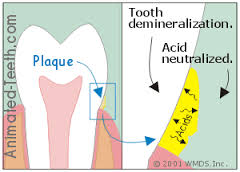 Animated-Teeth.com
Plaque
Tooth
demineralization.
Acid
neutralized.
Acids
© 2001 WMDS, Inc.